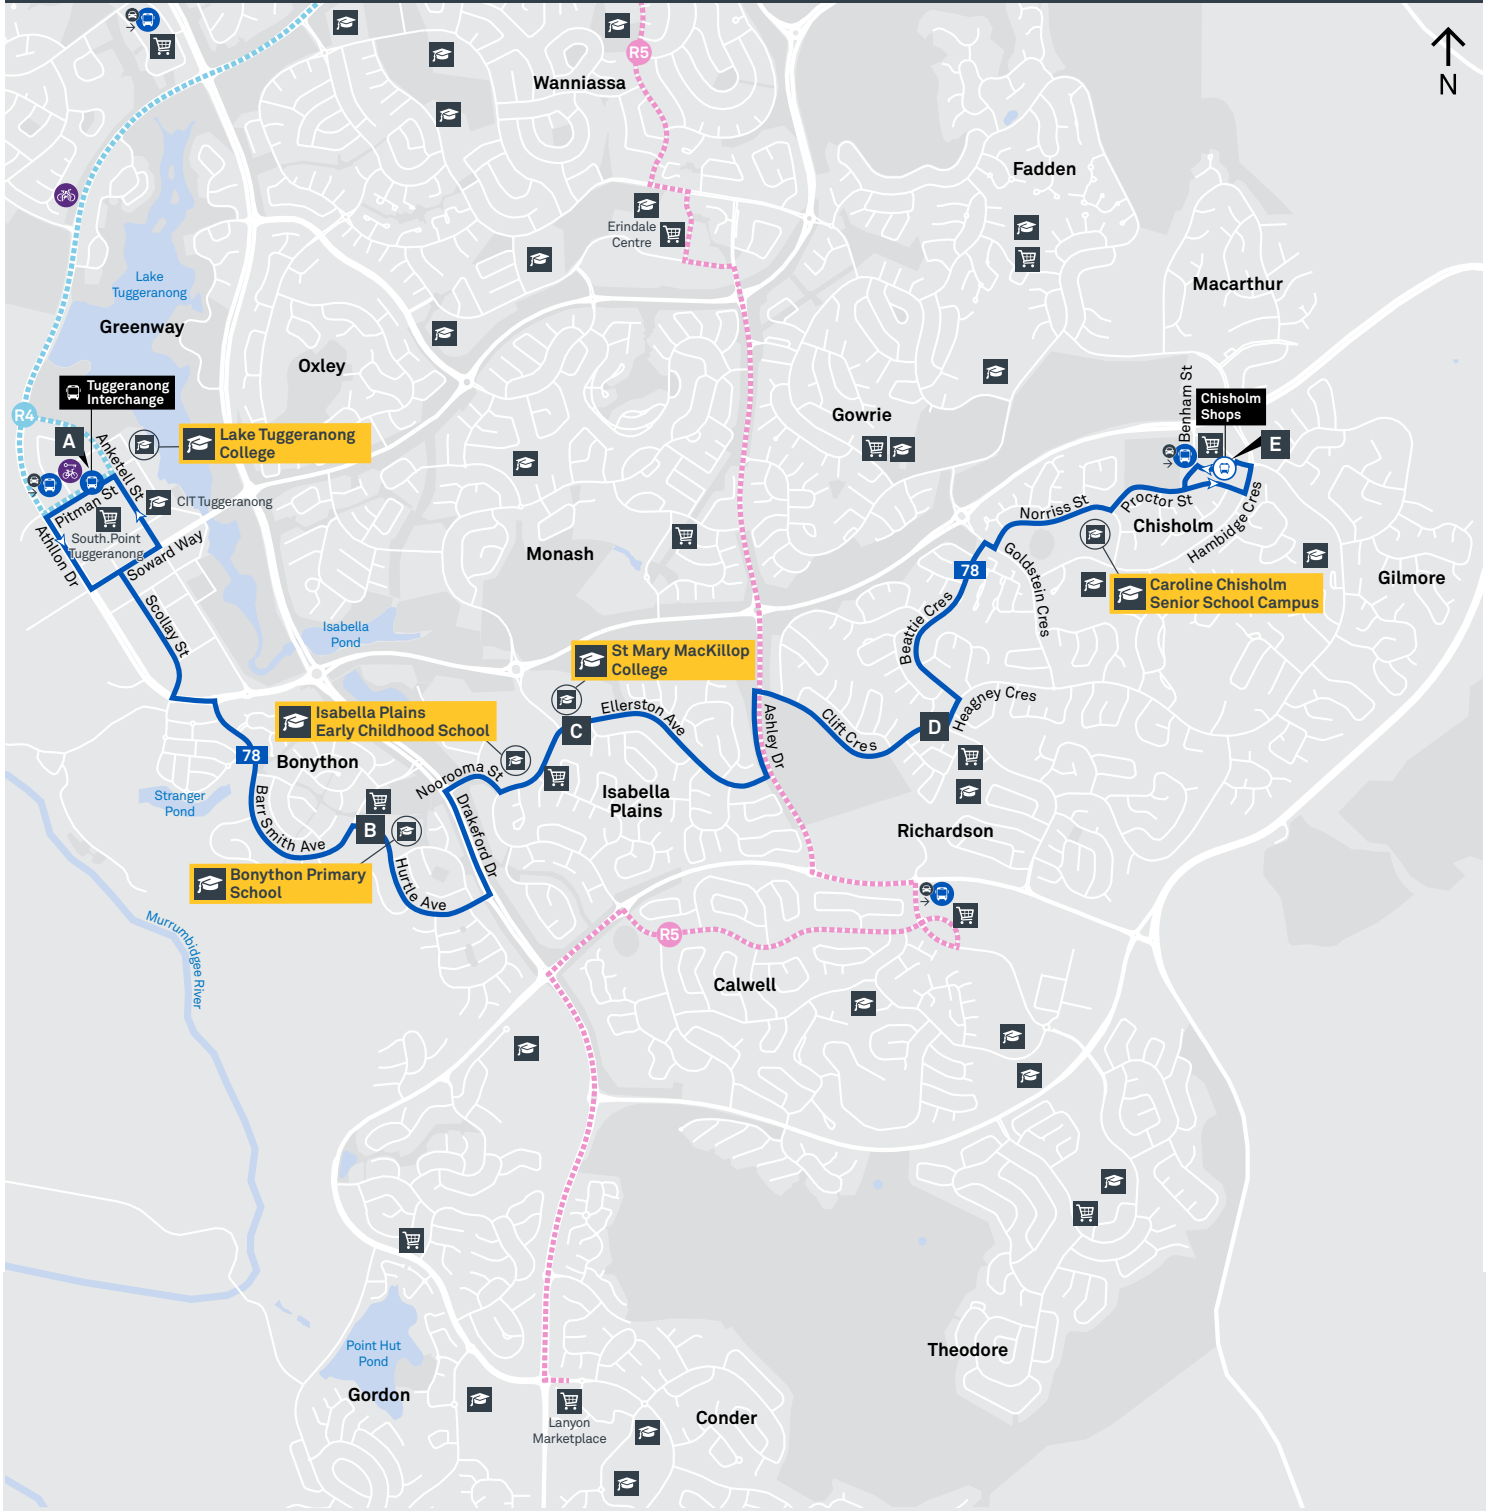 N
R5
Wanniassa
Fadden
Erindale
Centre
Macarthur
Lake
Tuggeranong
Greenway
Oxley
Tuggeranong
Interchange
R4
A
Anketell St
Lake Tuggeranong
College
Gowrie
Benham St
Chisholm
Shops
E
Pitman St
CIT Tuggeranong
South.Point
Tuggeranong
Athllon Dr
Soward Way
Monash
Norriss St
Proctor St
Chisholm
Hambidge Cres
Goldstein Cres
78
Gilmore
Caroline Chisholm
Senior School Campus
Scollay St
Isabella
Pond
Beattie Cres
St Mary MacKillop
College
Heagney Cres
Isabella Plains
Early Childhood School
C
Ellerston Ave
Ashley Dr
Clift Cres
D
78
Bonython
Noorooma St
Stranger
Pond
Isabella
Plains
Barr Smith Ave
B
Drakeford Dr
Richardson
Bonython Primary
School
Hurtle Ave
Murrumbidgee River
R5
Calwell
Point Hut
Pond
Theodore
Gordon
Lanyon
Marketplace
Conder